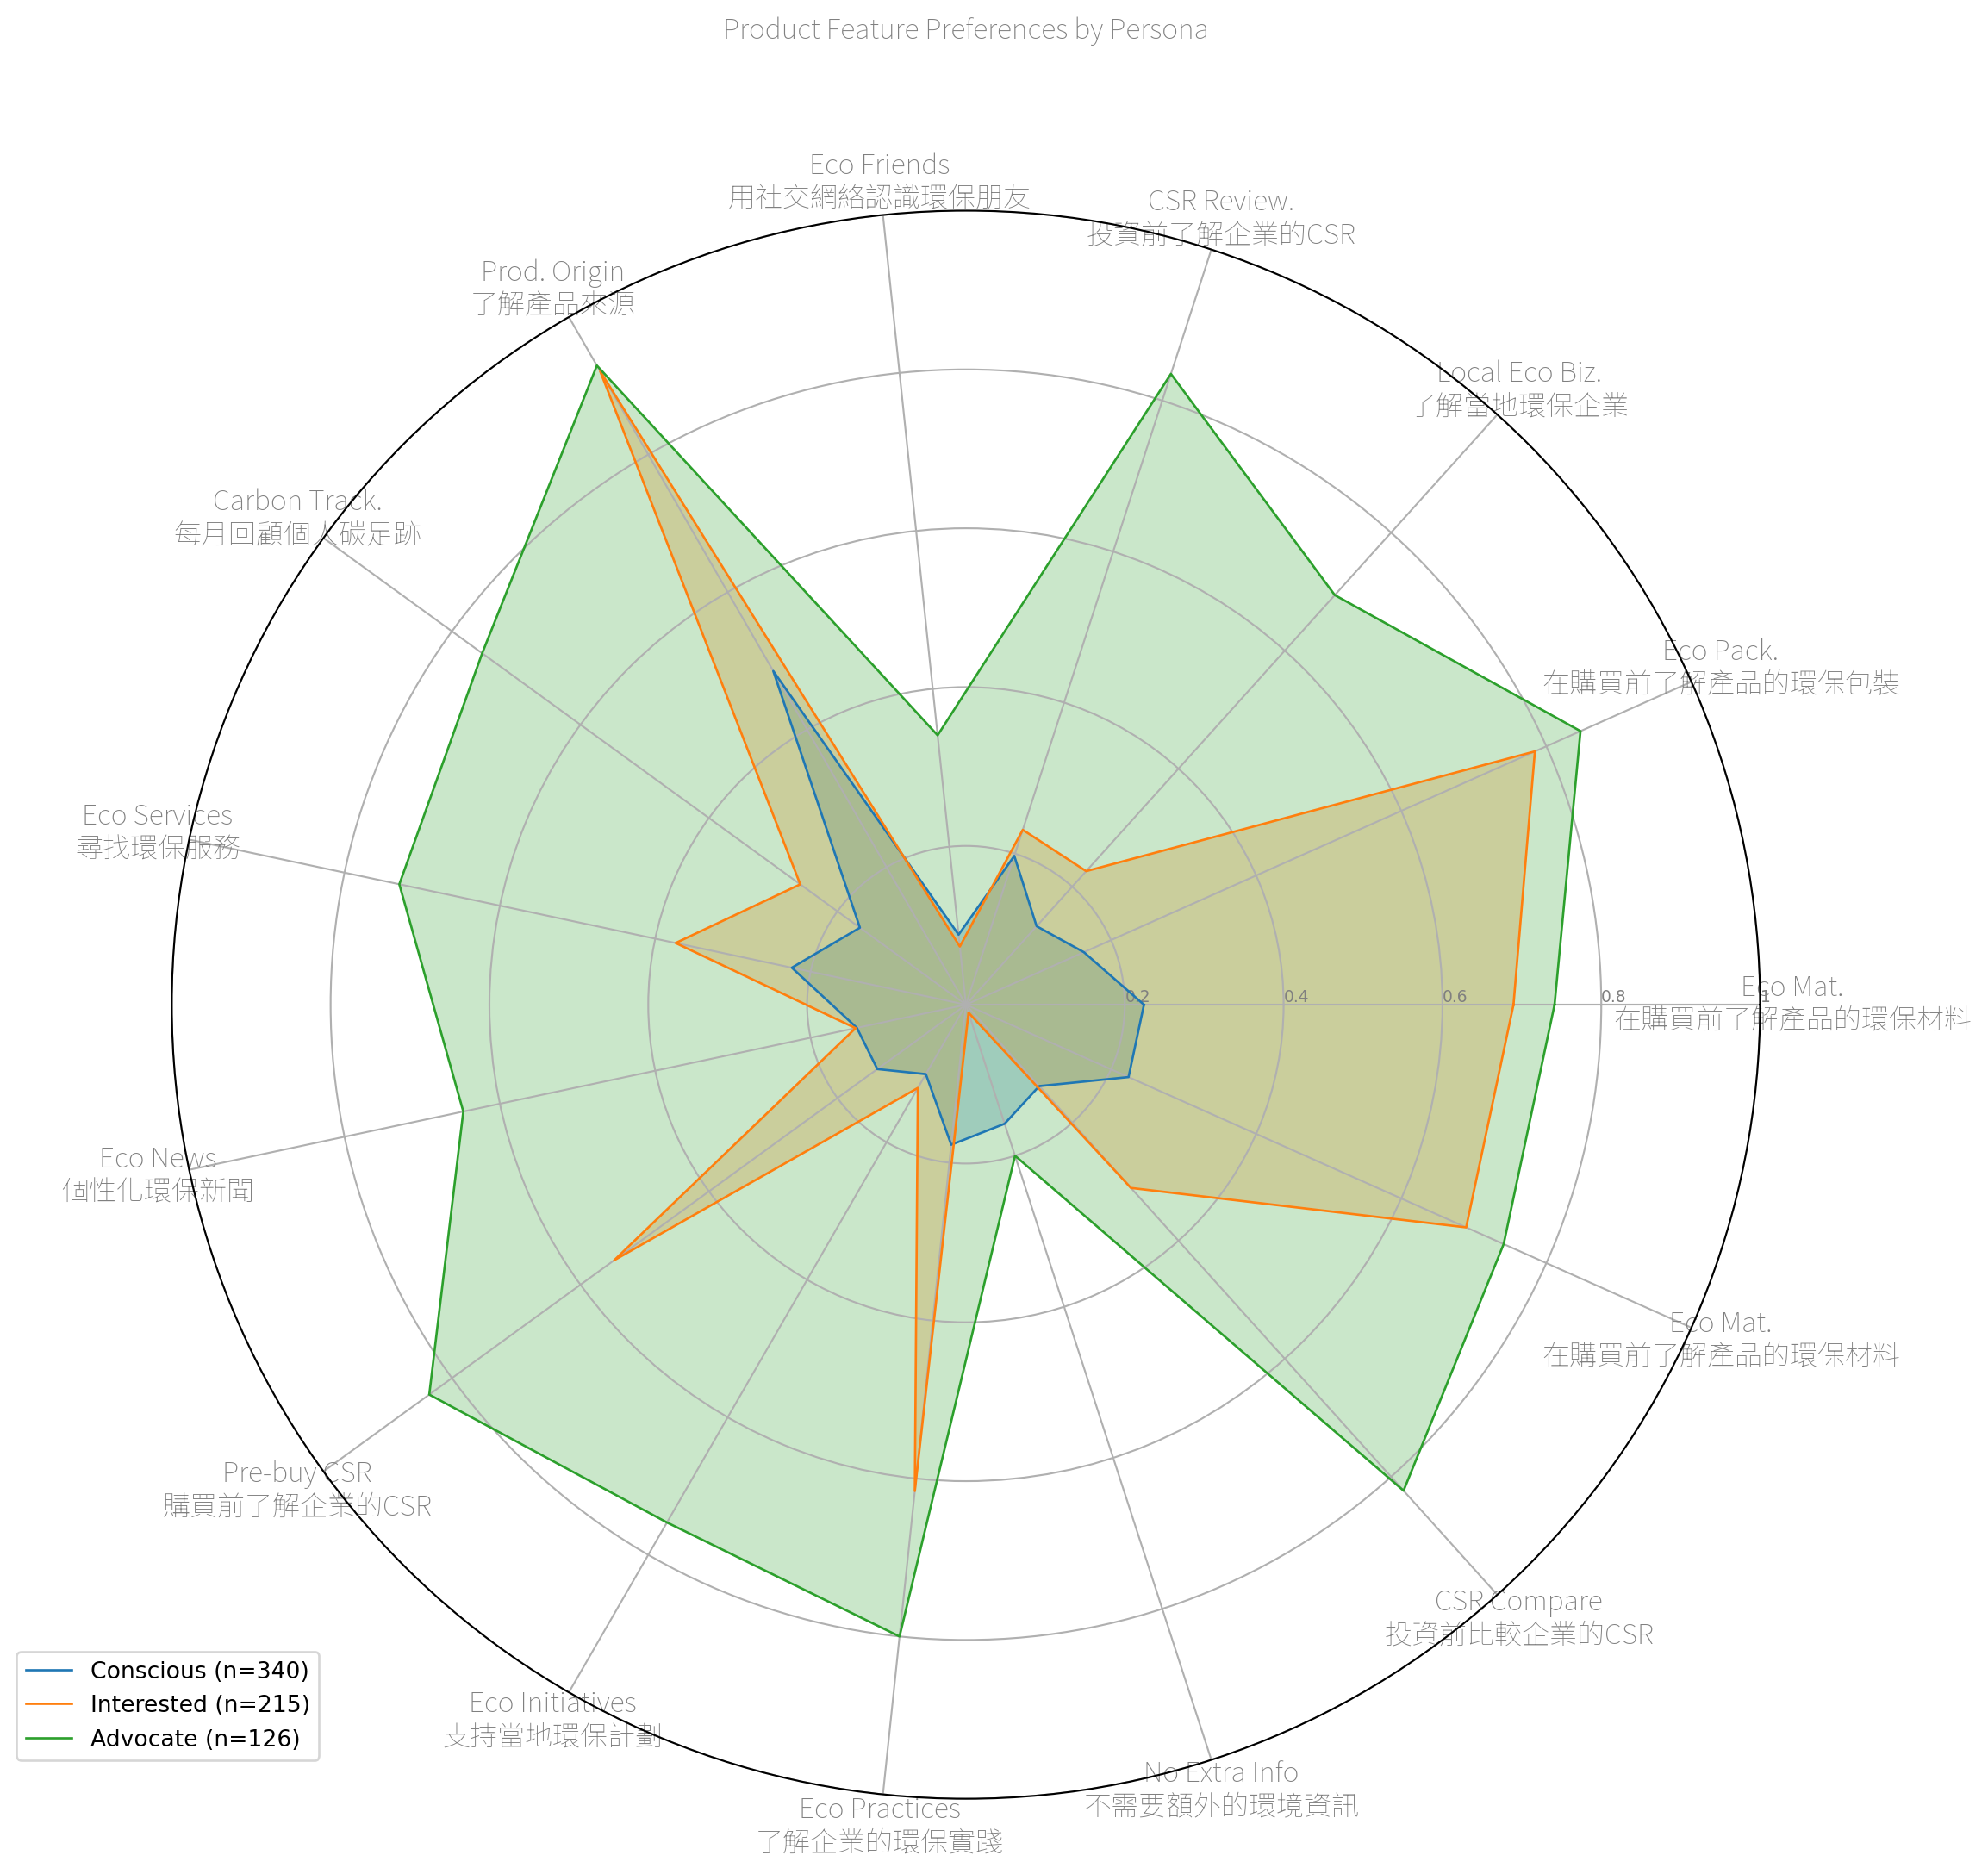 Product Feature Preferences by Persona
Eco Friends
用社交網絡認識環保朋友
CSR Review.
投資前了解企業的CSR
Prod. Origin
了解產品來源
Local Eco Biz.
了解當地環保企業
Carbon Track.
每月回顧個人碳足跡
Eco Pack.
在購買前了解產品的環保包裝
Eco Services
尋找環保服務
0.2
0.4
0.6
0.8
1
Eco Mat.
在購買前了解產品的環保材料
Eco News
個性化環保新聞
Eco Mat.
在購買前了解產品的環保材料
Pre-buy CSR
購買前了解企業的CSR
CSR Compare
投資前比較企業的CSR
Eco Initiatives
支持當地環保計劃
No Extra Info
不需要額外的環境資訊
Eco Practices
了解企業的環保實踐
Conscious (n=340)
Interested (n=215)
Advocate (n=126)